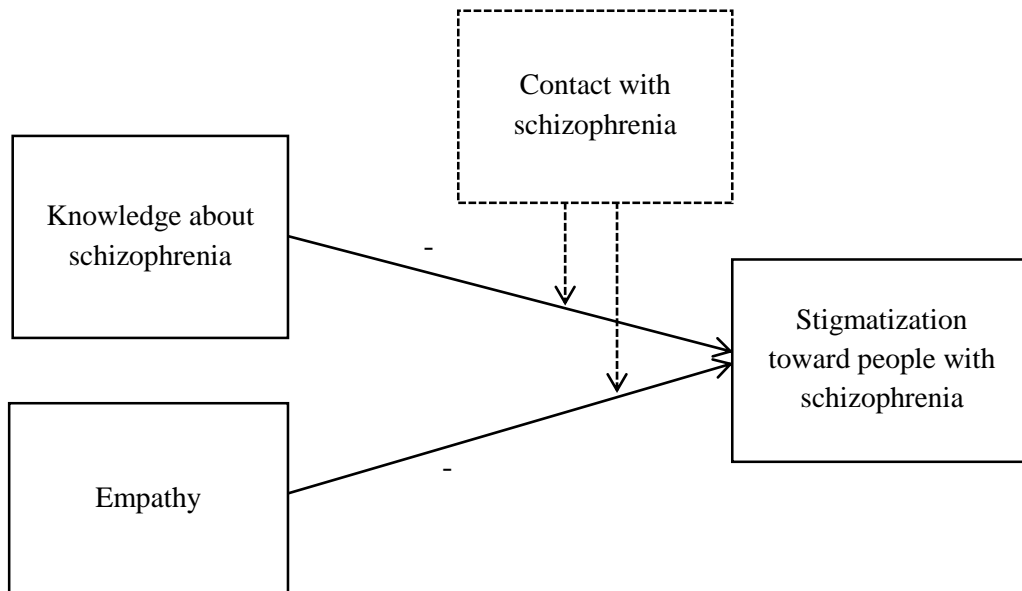 Contact with
schizophrenia
Knowledge about
schizophrenia
-
Stigmatization
toward people with
schizophrenia
-
Empathy